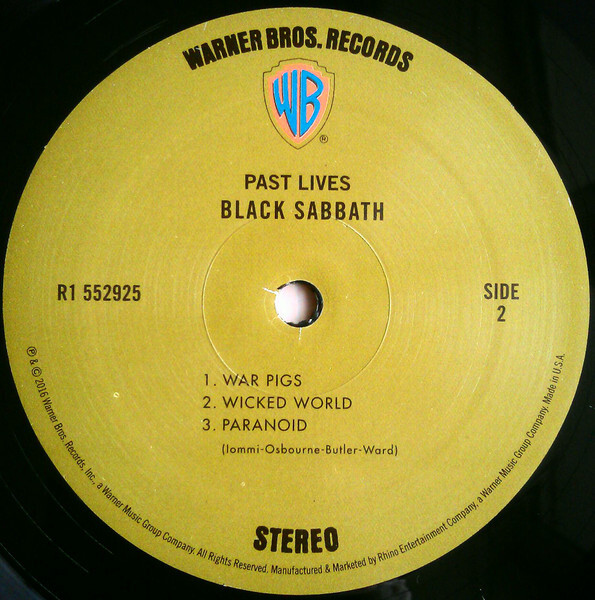 WARNER BROS. RECORDS
WB
®
PAST LIVES
BLACK SABBATH
R1 552925
SIDE
2
1. WAR PIGS
2. WICKED WORLD
3. PARANOID
(Iommi-Osbourne-Butler-Ward)
STEREO
℗ & © 2016 Warner Bros. Records, Inc., a Warner Music Group Company. All Rights Reserved. Manufactured & Marketed by Rhino Entertainment Company, a Warner Music Group Company. Made in U.S.A.